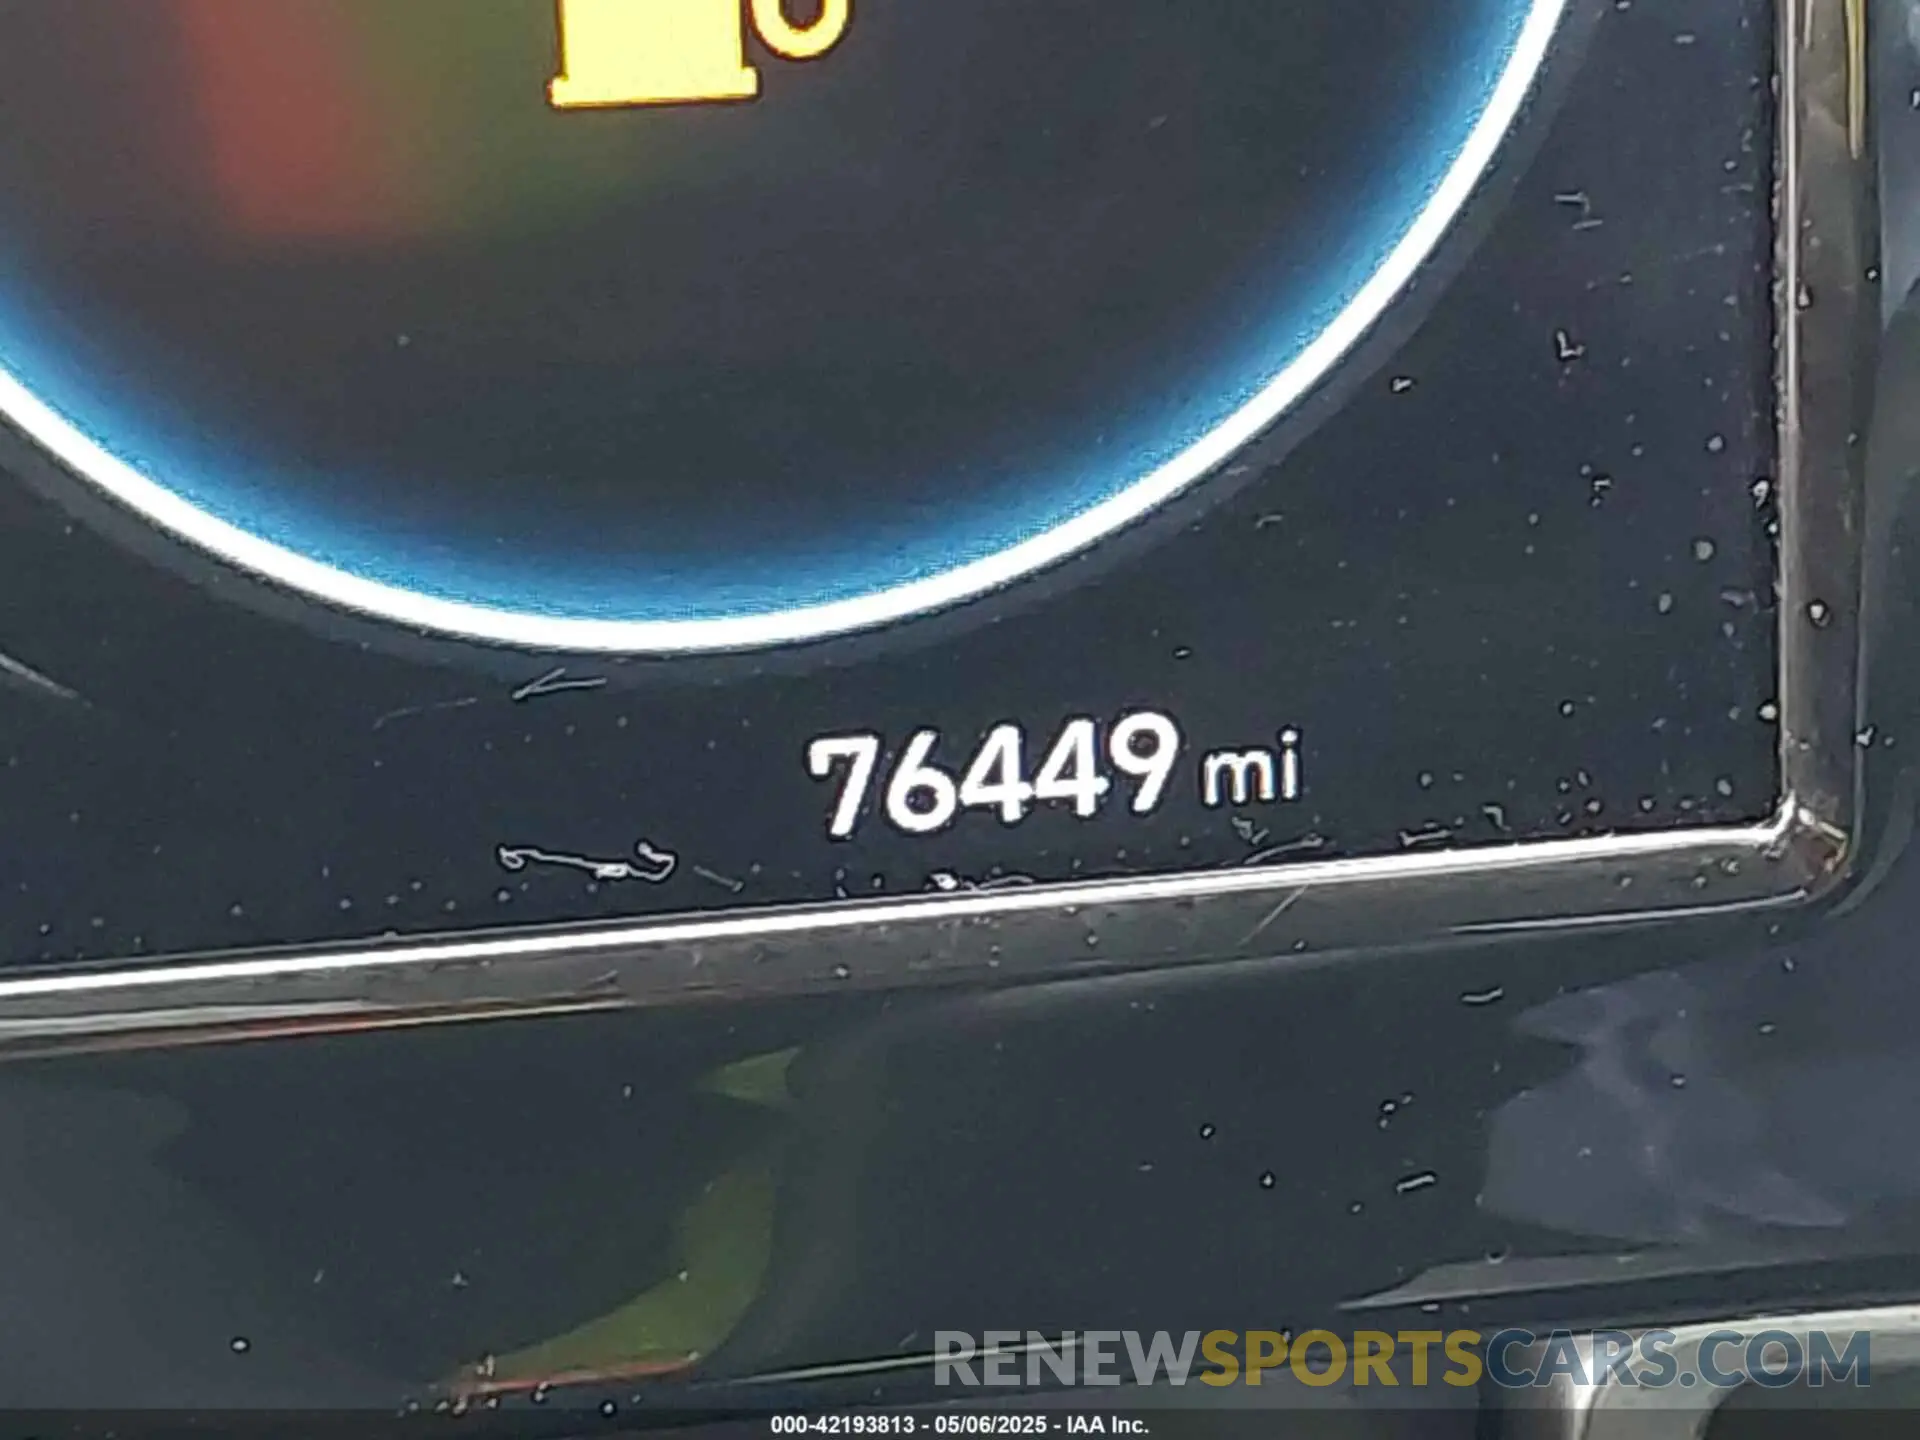 76449 mi
RENEWSPORTSCARS.COM
000-42193813 - 05/06/2025 - IAA Inc.